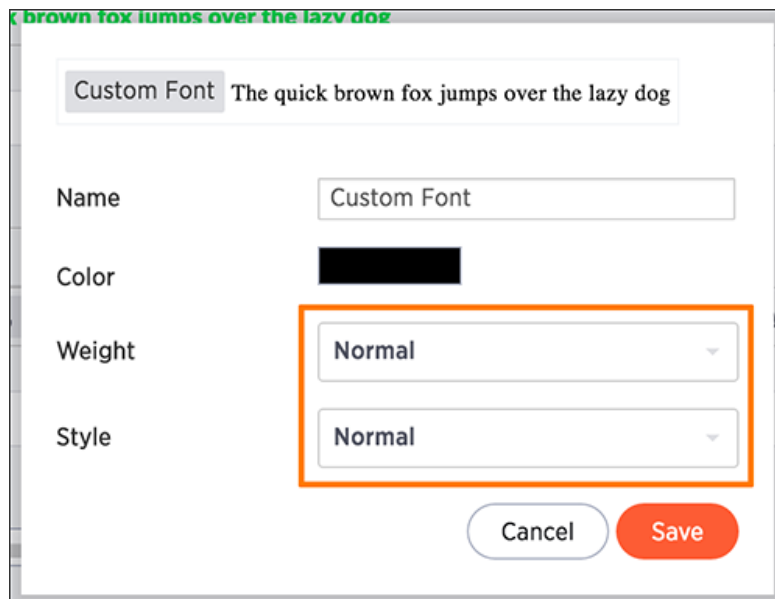 k brown fox jumps over the lazy dog
Custom Font The quick brown fox jumps over the lazy dog
Name Custom Font
Color
Weight Normal
Style Normal
Cancel Save